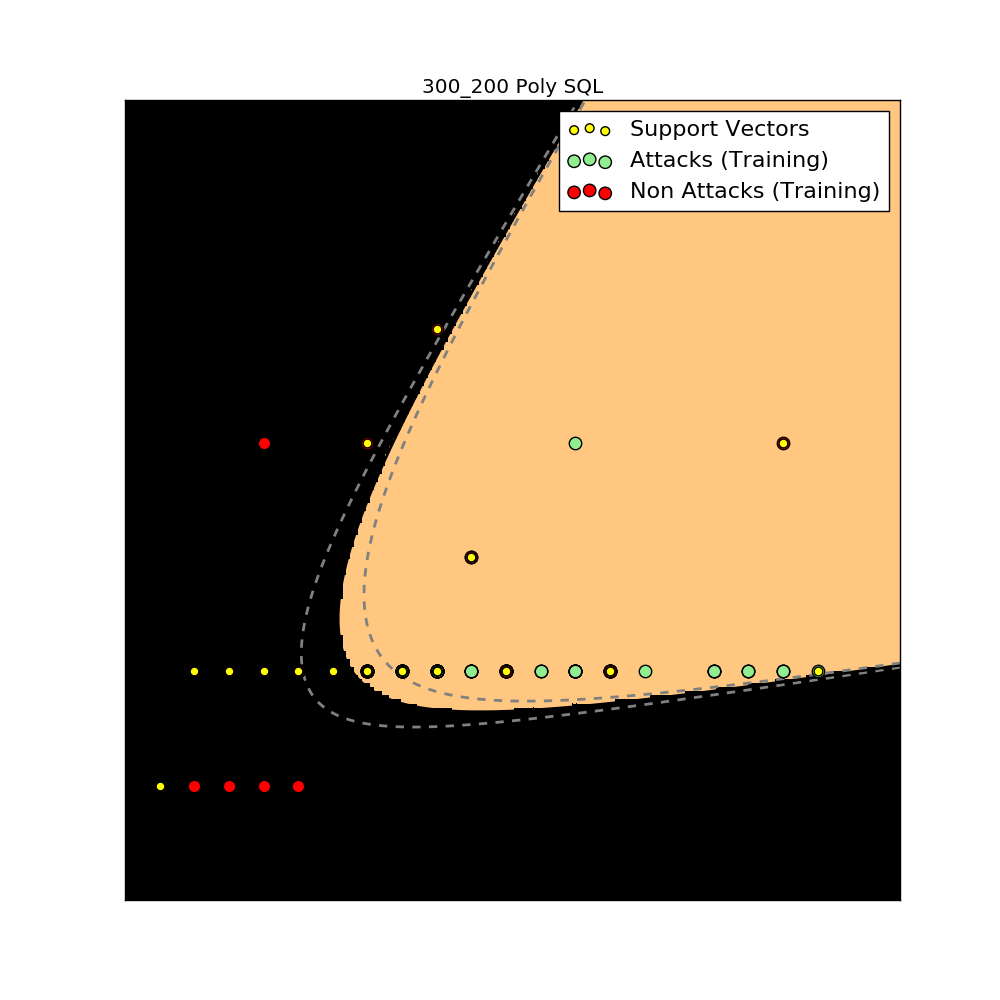 300_200 Poly SQL
Support Vectors
Attacks (Training)
Non Attacks (Training)